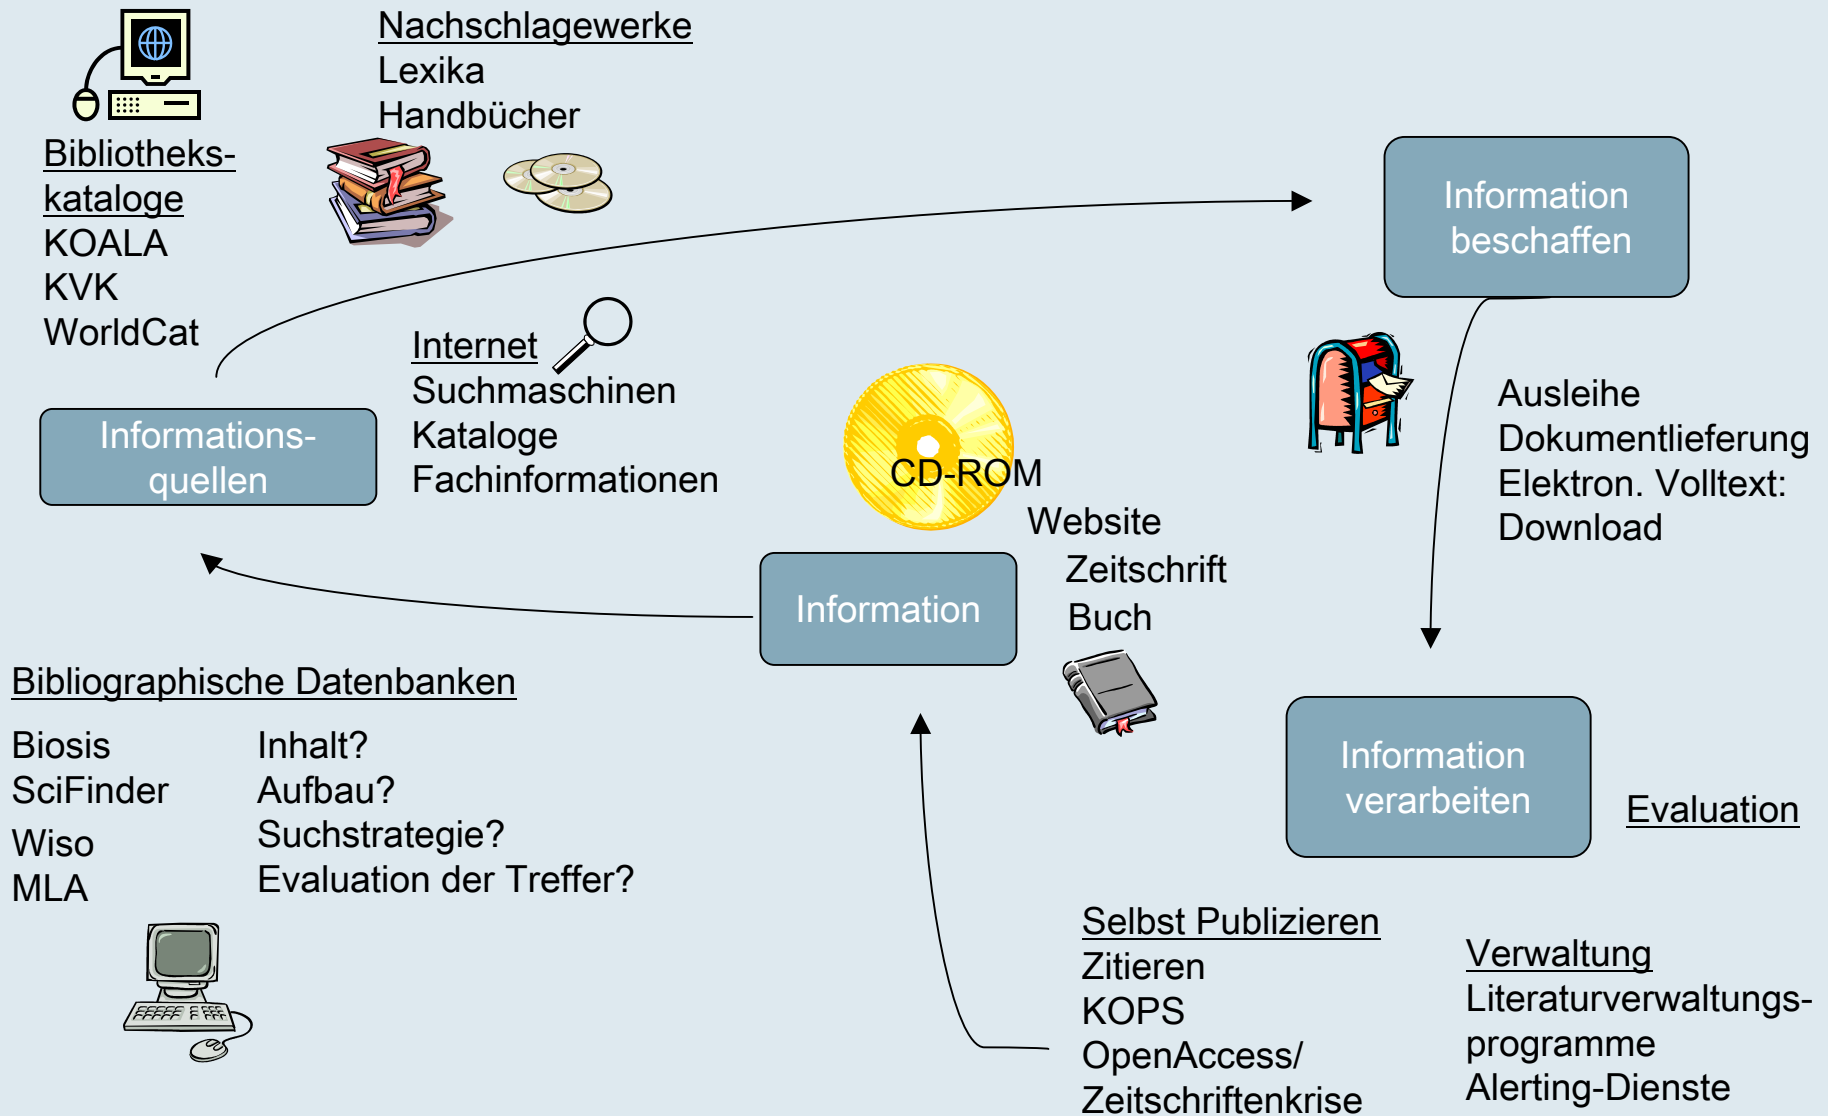 Nachschlagewerke
Lexika
Handbücher
Bibliotheks-
kataloge
KOALA
KVK
WorldCat
Internet
Suchmaschinen
Kataloge
Fachinformationen
Informations-
quellen
Information
beschaffen
Ausleihe
Dokumentlieferung
Elektron. Volltext:
Download
CD-ROM
Website
Zeitschrift
Buch
Information
Bibliographische Datenbanken
Biosis
SciFinder
Wiso
MLA
Inhalt?
Aufbau?
Suchstrategie?
Evaluation der Treffer?
Information
verarbeiten
Evaluation
Selbst Publizieren
Zitieren
KOPS
OpenAccess/
Zeitschriftenkrise
Verwaltung
Literaturverwaltungs-
programme
Alerting-Dienste